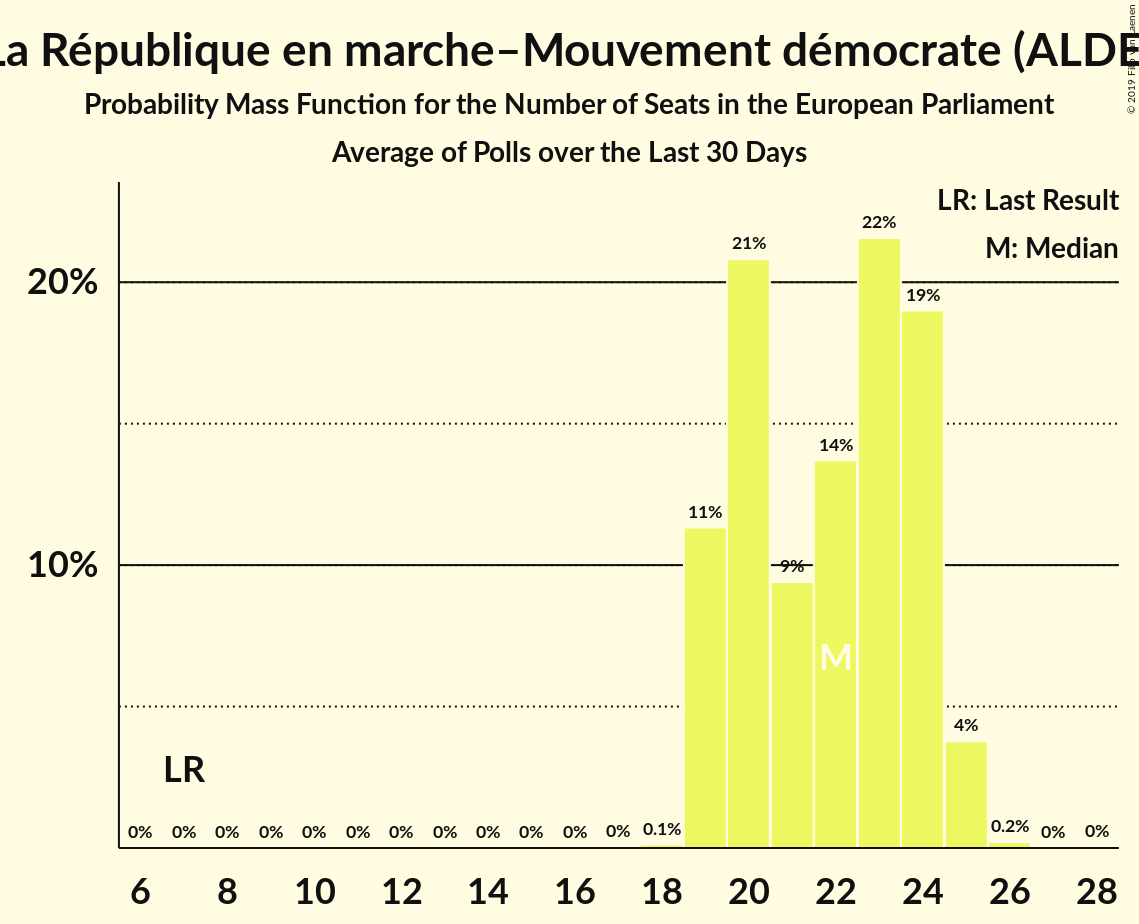 La République en marche–Mouvement démocrate (ALDE
Probability Mass Function for the Number of Seats in the European Parliament
Average of Polls over the Last 30 Days
© 2019
LR: Last Result
M: Median
20%
10%
0% 0% 0% 0% 0% 0% 0% 0% 0% 0% 0% 0% 0.1% 11% 21% 9% 14% 22% 19% 4% 0.2% 0% 0%
LR
M
6 8 10 12 14 16 18 20 22 24 26 28